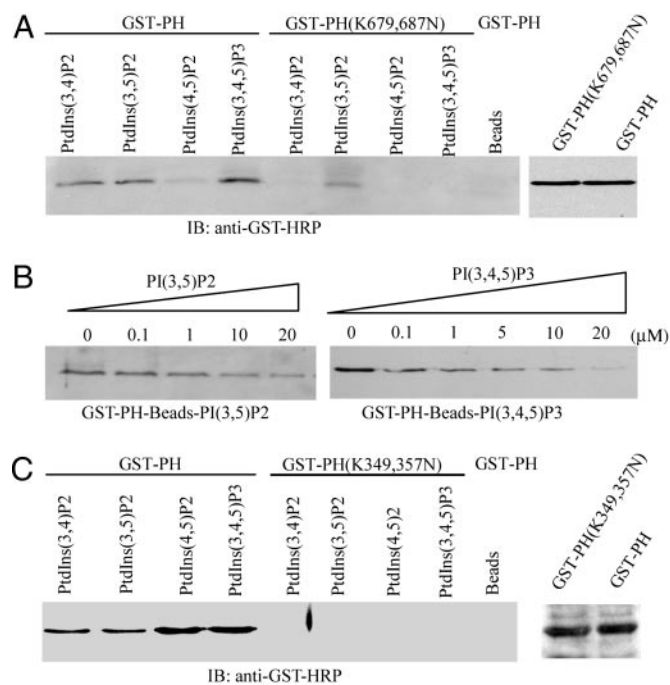 A
GST-PH GST-PH(K679,687N) GST-PH
PtdIns(3,4)P2
PtdIns(3,5)P2
PtdIns(4,5)P2
PtdIns(3,4,5)P3
PtdIns(3,4)P2
PtdIns(3,5)P2
PtdIns(4,5)P2
PtdIns(3,4,5)P3
Beads
GST-PH(K679,687N)
GST-PH
IB: anti-GST-HRP
B
PI(3,5)P2 PI(3,4,5)P3
0 0.1 1 10 20 0 0.1 1 5 10 20 (μM)
GST-PH-Beads-PI(3,5)P2 GST-PH-Beads-PI(3,4,5)P3
C
GST-PH GST-PH(K349,357N) GST-PH
PtdIns(3,4)P2
PtdIns(3,5)P2
PtdIns(4,5)P2
PtdIns(3,4,5)P3
PtdIns(3,4)P2
PtdIns(3,5)P2
PtdIns(4,5)2
PtdIns(3,4,5)P3
Beads
GST-PH(K349,357N)
GST-PH
IB: anti-GST-HRP